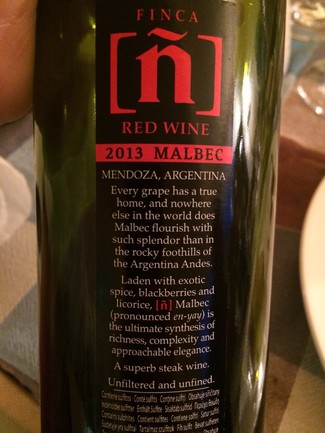 FINCA
[ñ]
RED WINE
2013 MALBEC
MENDOZA, ARGENTINA
Every grape has a true
home, and nowhere
else in the world does
Malbec flourish with
such splendor than in
the rocky foothills of
the Argentina Andes.
Laden with exotic
spice, blackberries and
licorice, [ñ] Malbec
(pronounced en-yay) is
the ultimate synthesis of
richness, complexity and
approachable elegance.
A superb steak wine.
Unfiltered and unfined.